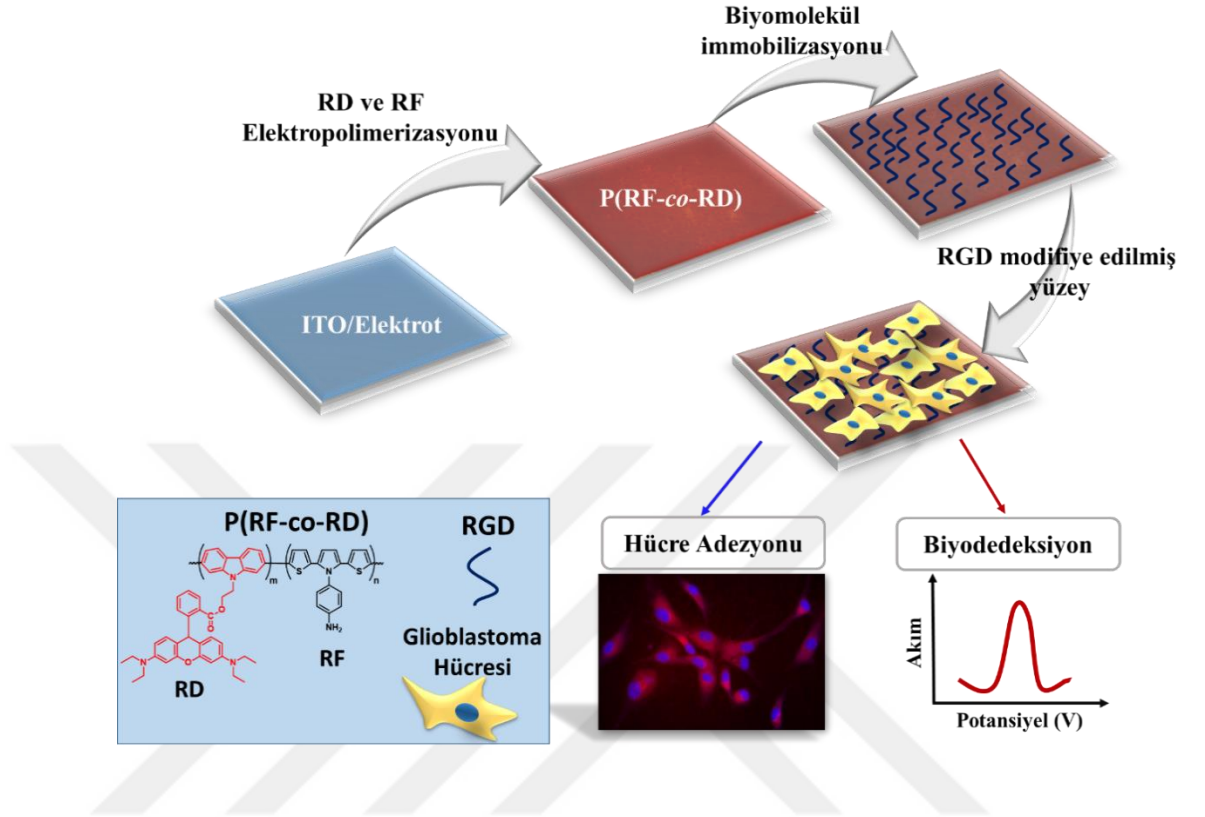 Biyomolekül
immobilizasyonu
RD ve RF
Elektropolimerizasyonu
P(RF-co-RD)
RGD modifiye edilmiş
yüzey
ITO/Elektrot
P(RF-co-RD)
RGD
m
n
N
S
N
S
O
C
O
NH₂
N
O
N
RF
RD
Glioblastoma
Hücresi
Hücre Adezyonu
Biyodedeksiyon
Akım
Potansiyel (V)